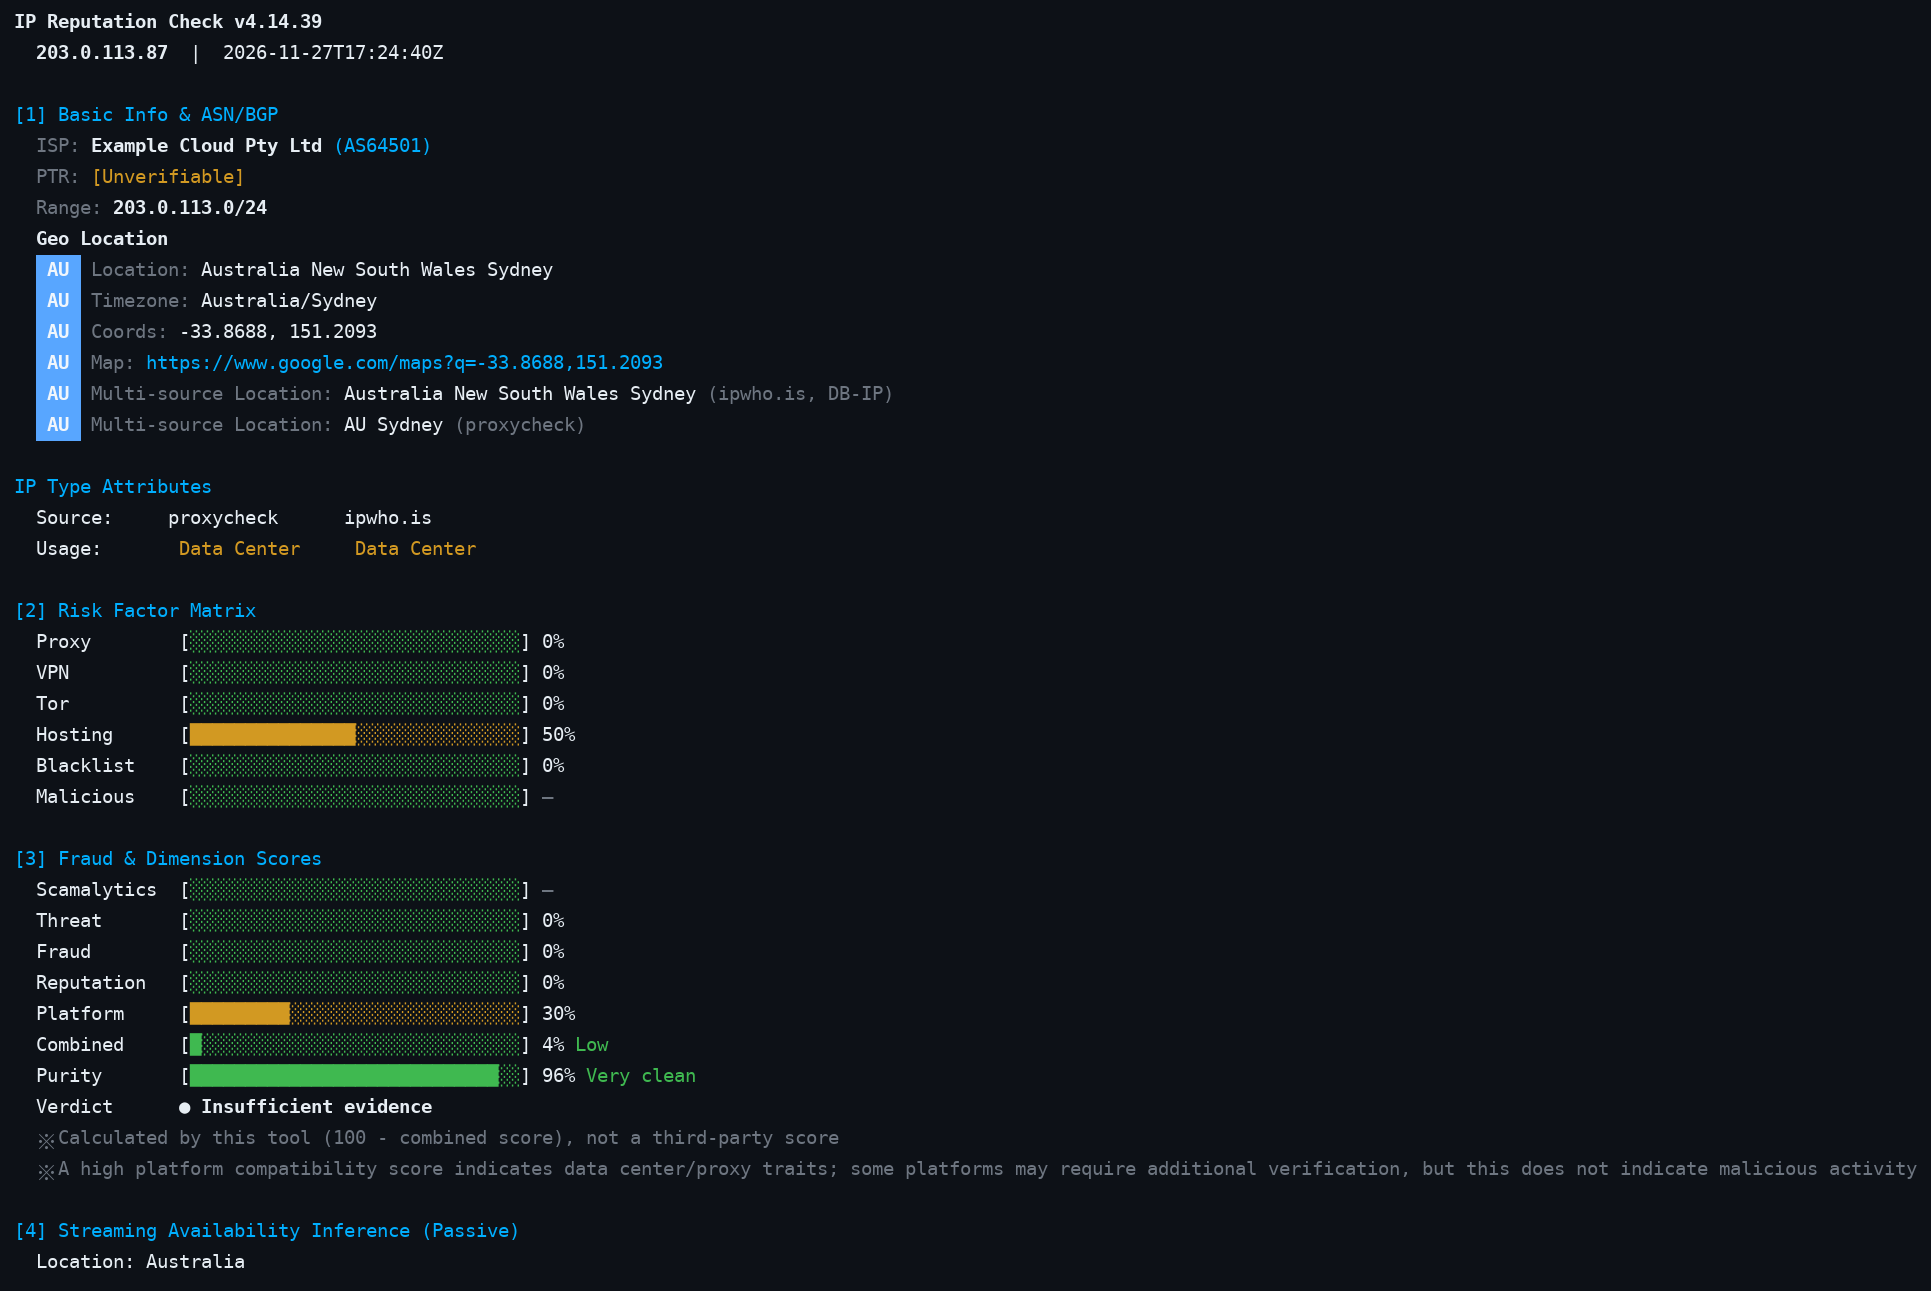 IP Reputation Check v4.14.39
203.0.113.87 | 2026-11-27T17:24:40Z
[1] Basic Info & ASN/BGP
ISP: Example Cloud Pty Ltd (AS64501)
PTR: [Unverifiable]
Range: 203.0.113.0/24
Geo Location
AU Location: Australia New South Wales Sydney
AU Timezone: Australia/Sydney
AU Coords: -33.8688, 151.2093
AU Map: https://www.google.com/maps?q=-33.8688,151.2093
AU Multi-source Location: Australia New South Wales Sydney (ipwho.is, DB-IP)
AU Multi-source Location: AU Sydney (proxycheck)
IP Type Attributes
Source: proxycheck ipwho.is
Usage: Data Center Data Center
[2] Risk Factor Matrix
Proxy [░░░░░░░░░░░░░░░░░░░░░░░░░░░░░░] 0%
VPN [░░░░░░░░░░░░░░░░░░░░░░░░░░░░░░] 0%
Tor [░░░░░░░░░░░░░░░░░░░░░░░░░░░░░░] 0%
Hosting [███████████████░░░░░░░░░░░░░░░] 50%
Blacklist [░░░░░░░░░░░░░░░░░░░░░░░░░░░░░░] 0%
Malicious [░░░░░░░░░░░░░░░░░░░░░░░░░░░░░░] —
[3] Fraud & Dimension Scores
Scamalytics [░░░░░░░░░░░░░░░░░░░░░░░░░░░░░░] —
Threat [░░░░░░░░░░░░░░░░░░░░░░░░░░░░░░] 0%
Fraud [░░░░░░░░░░░░░░░░░░░░░░░░░░░░░░] 0%
Reputation [░░░░░░░░░░░░░░░░░░░░░░░░░░░░░░] 0%
Platform [█████████░░░░░░░░░░░░░░░░░░░░░] 30%
Combined [█░░░░░░░░░░░░░░░░░░░░░░░░░░░░░] 4% Low
Purity [████████████████████████████░░] 96% Very clean
Verdict ● Insufficient evidence
※Calculated by this tool (100 - combined score), not a third-party score
※A high platform compatibility score indicates data center/proxy traits; some platforms may require additional verification, but this does not indicate malicious activity
[4] Streaming Availability Inference (Passive)
Location: Australia